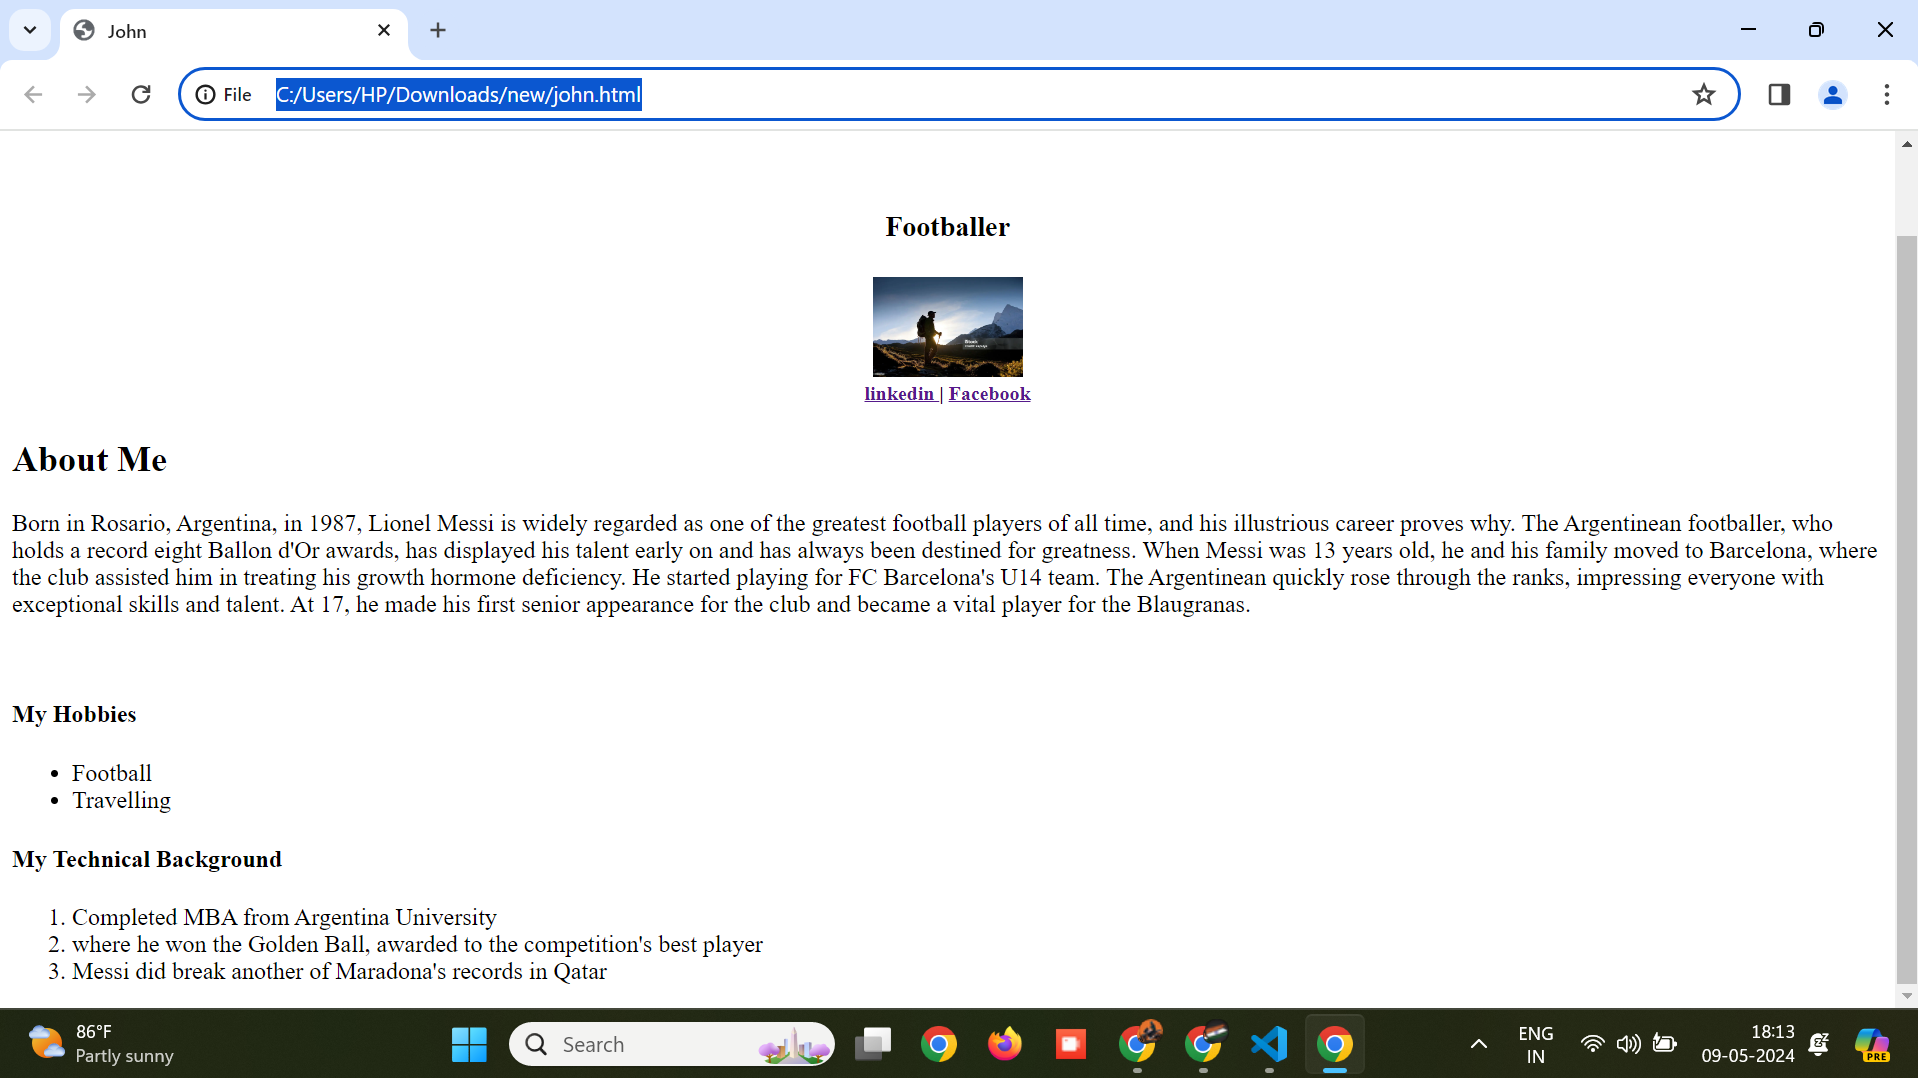 John
File
C:/Users/HP/Downloads/new/john.html
Footballer
iStock
linkedin | Facebook
About Me
Born in Rosario, Argentina, in 1987, Lionel Messi is widely regarded as one of the greatest football players of all time, and his illustrious career proves why. The Argentinean footballer, who
holds a record eight Ballon d'Or awards, has displayed his talent early on and has always been destined for greatness. When Messi was 13 years old, he and his family moved to Barcelona, where
the club assisted him in treating his growth hormone deficiency. He started playing for FC Barcelona's U14 team. The Argentinean quickly rose through the ranks, impressing everyone with
exceptional skills and talent. At 17, he made his first senior appearance for the club and became a vital player for the Blaugranas.
My Hobbies
• Football
• Travelling
My Technical Background
1. Completed MBA from Argentina University
2. where he won the Golden Ball, awarded to the competition's best player
3. Messi did break another of Maradona's records in Qatar
86°F
Partly sunny
Search
ENG
IN
18:13
09-05-2024
PRE